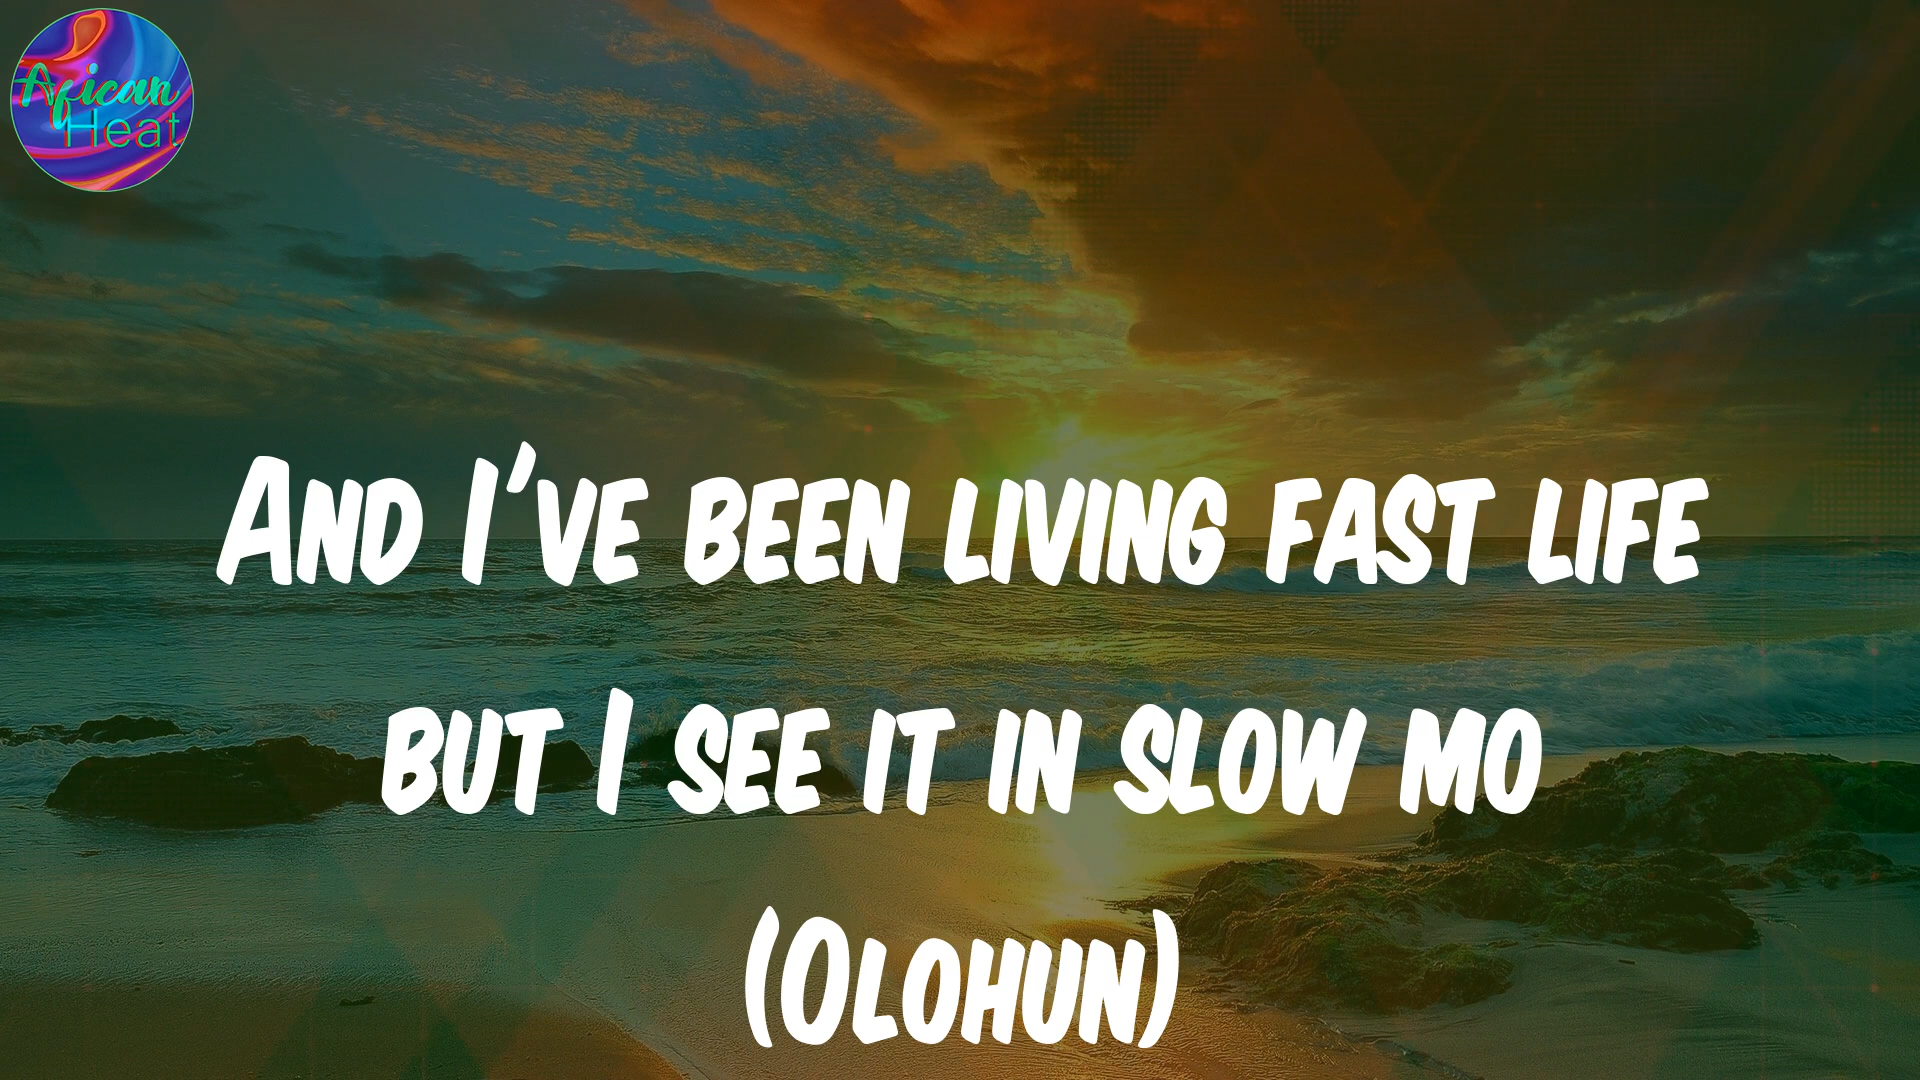 Afican
Heat
And I've been living fast life
but I see it in slow mo
(Olohun)